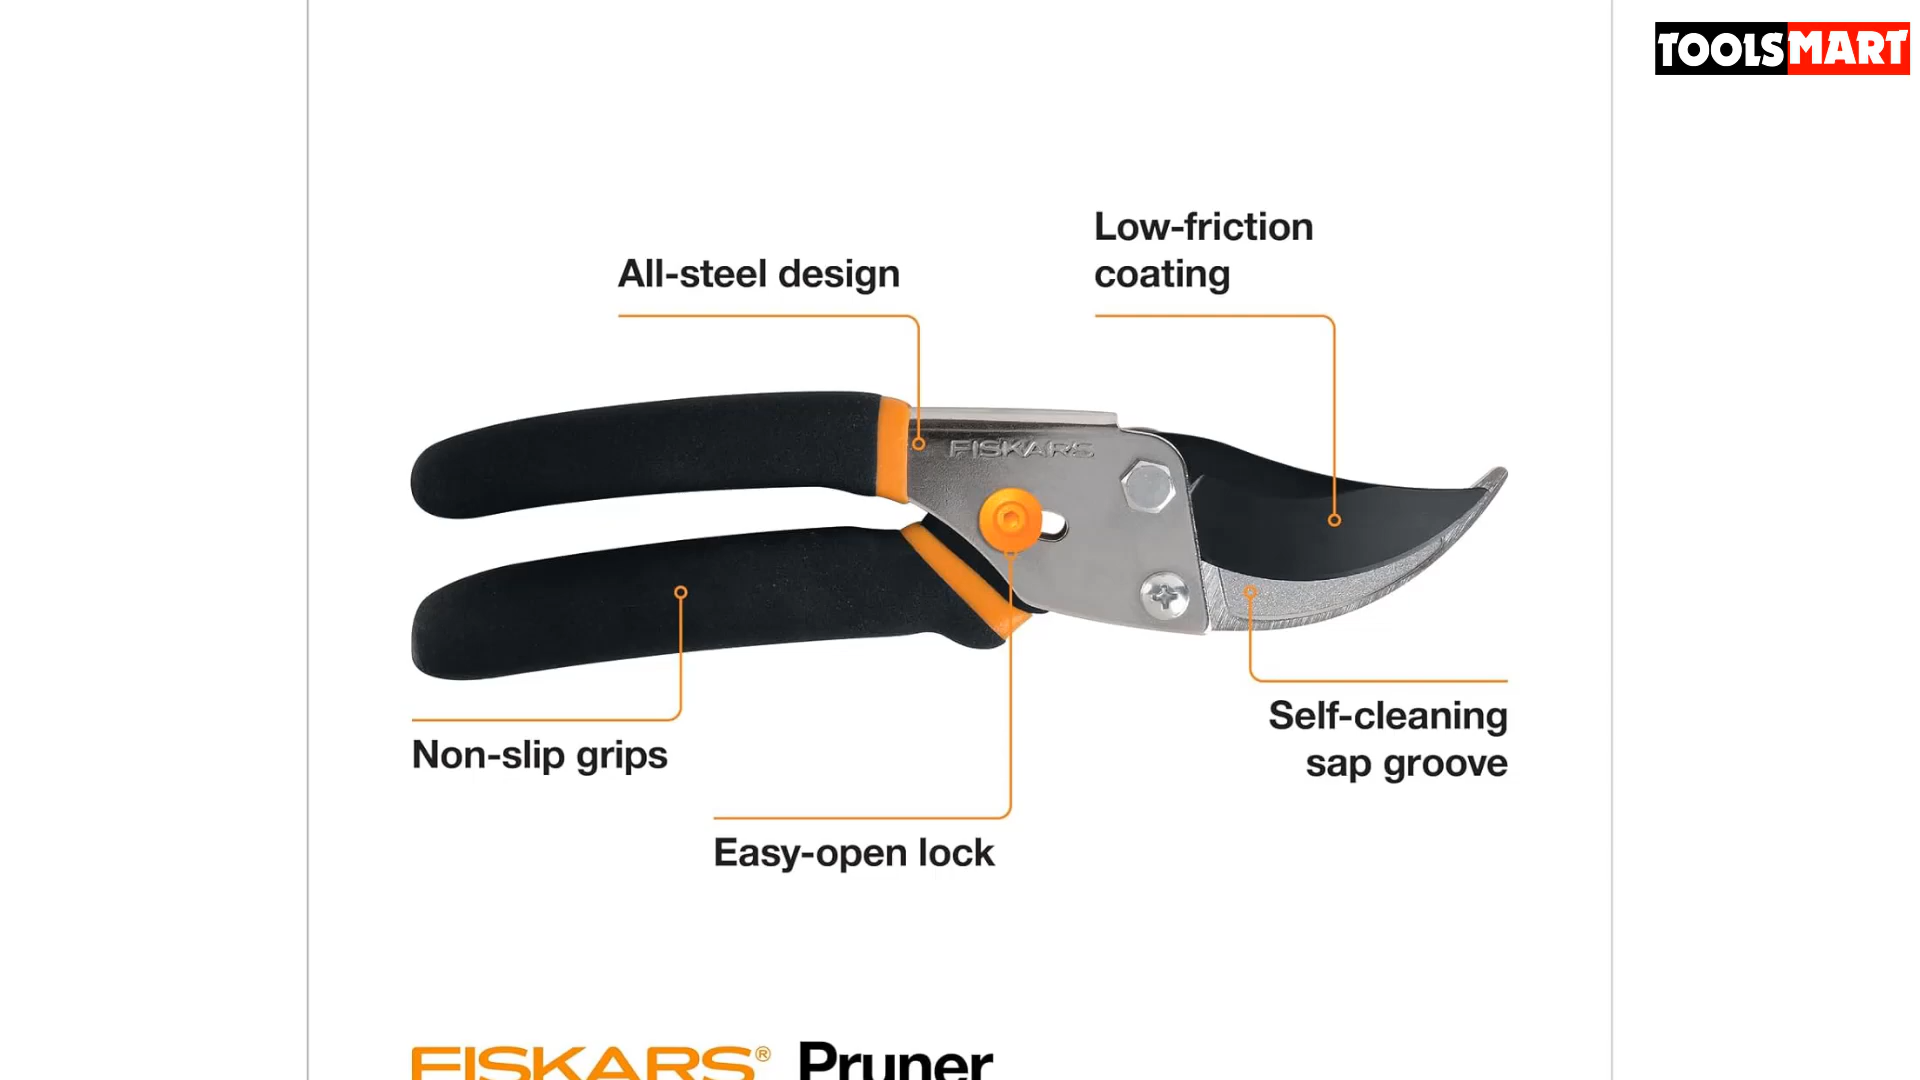 TOOLSMART
Low-friction
coating
All-steel design
FISKARS
Self-cleaning
sap groove
Non-slip grips
Easy-open lock
FISKARS® Pruner